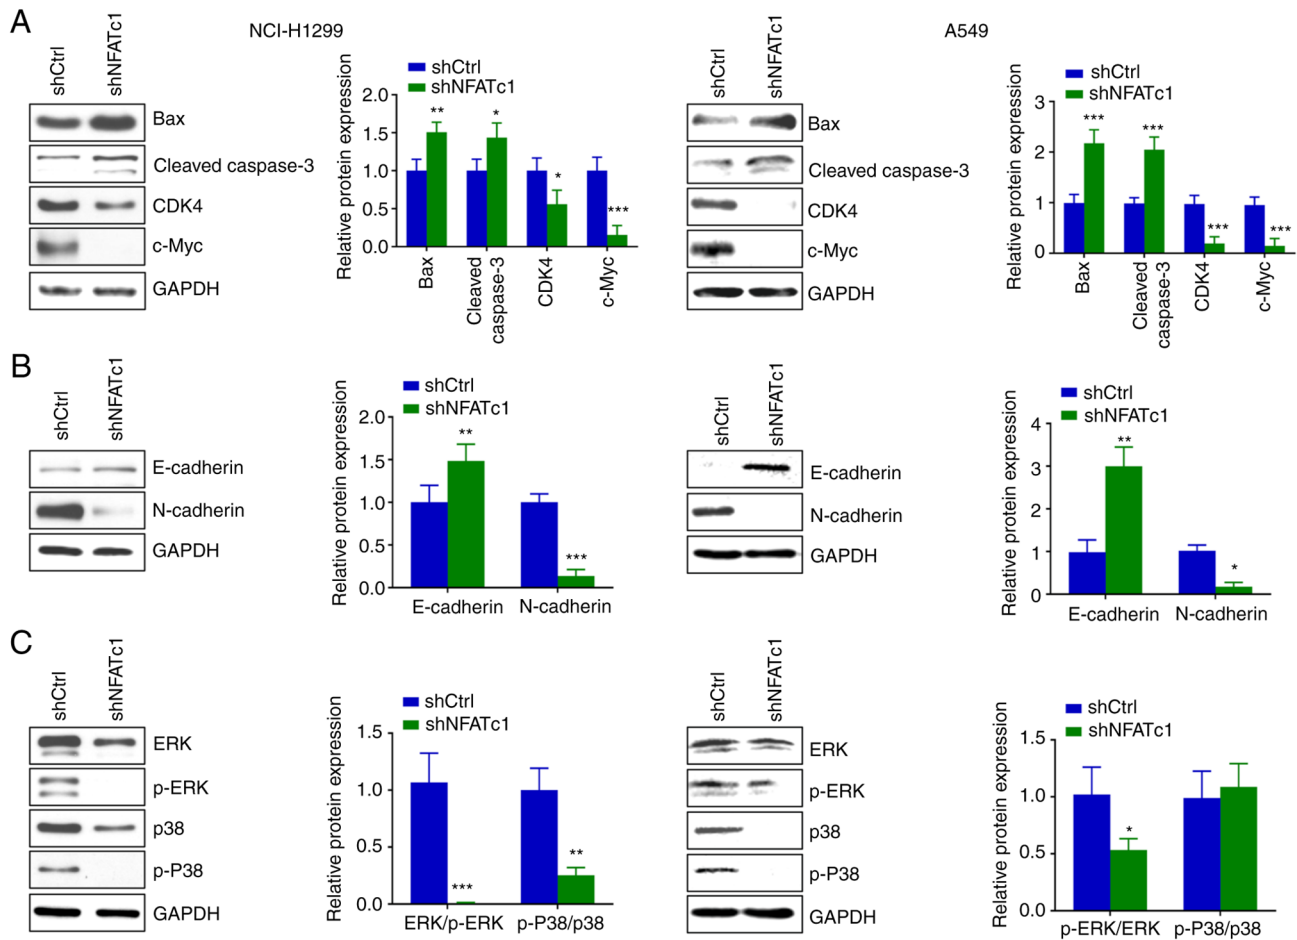 A
NCI-H1299
A549
shCtrl
shNFATc1
Bax
Cleaved caspase-3
CDK4
c-Myc
GAPDH
Relative protein expression
shCtrl
shNFATc1
2.0
1.5
1.0
0.5
0.0
**
*
*
***
Bax
Cleaved
caspase-3
CDK4
c-Myc
shCtrl
shNFATc1
Bax
Cleaved caspase-3
CDK4
c-Myc
GAPDH
Relative protein expression
shCtrl
shNFATc1
3
2
1
0
***
***
***
***
Bax
Cleaved
caspase-3
CDK4
c-Myc
B
shCtrl
shNFATc1
E-cadherin
N-cadherin
GAPDH
Relative protein expression
shCtrl
shNFATc1
2.0
1.5
1.0
0.5
0.0
**
***
E-cadherin
N-cadherin
shCtrl
shNFATc1
E-cadherin
N-cadherin
GAPDH
Relative protein expression
shCtrl
shNFATc1
4
3
2
1
0
**
*
E-cadherin
N-cadherin
C
shCtrl
shNFATc1
ERK
p-ERK
p38
p-P38
GAPDH
Relative protein expression
shCtrl
shNFATc1
1.5
1.0
0.5
0.0
***
**
ERK/p-ERK
p-P38/p38
shCtrl
shNFATc1
ERK
p-ERK
p38
p-P38
GAPDH
Relative protein expression
shCtrl
shNFATc1
1.5
1.0
0.5
0.0
*
p-ERK/ERK
p-P38/p38